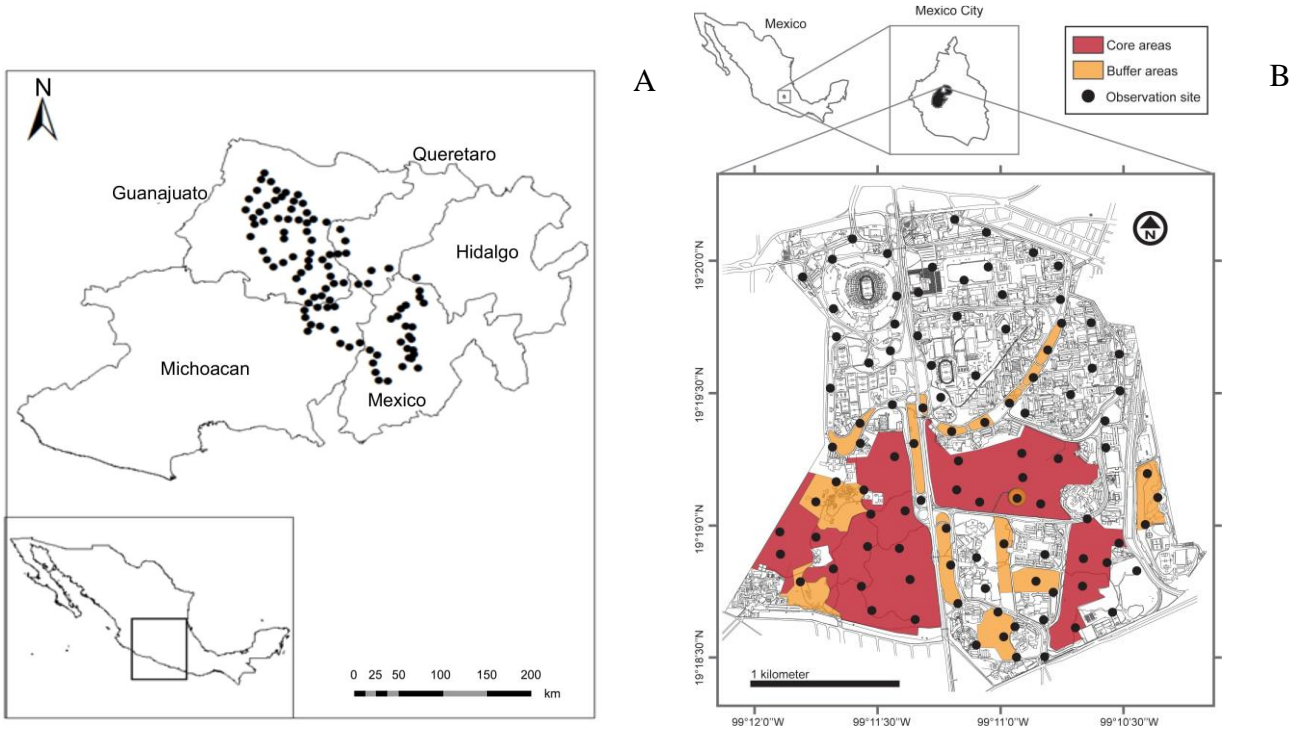 A
N
Queretaro
Guanajuato
Hidalgo
Michoacan
Mexico
0 25 50 100 150 200
km
B
Mexico City
Mexico
Core areas
Buffer areas
Observation site
N
19°20'0"N
19°19'30"N
19°19'0"N
19°18'30"N
1 kilometer
99°12'0"W 99°11'30"W 99°11'0"W 99°10'30"W